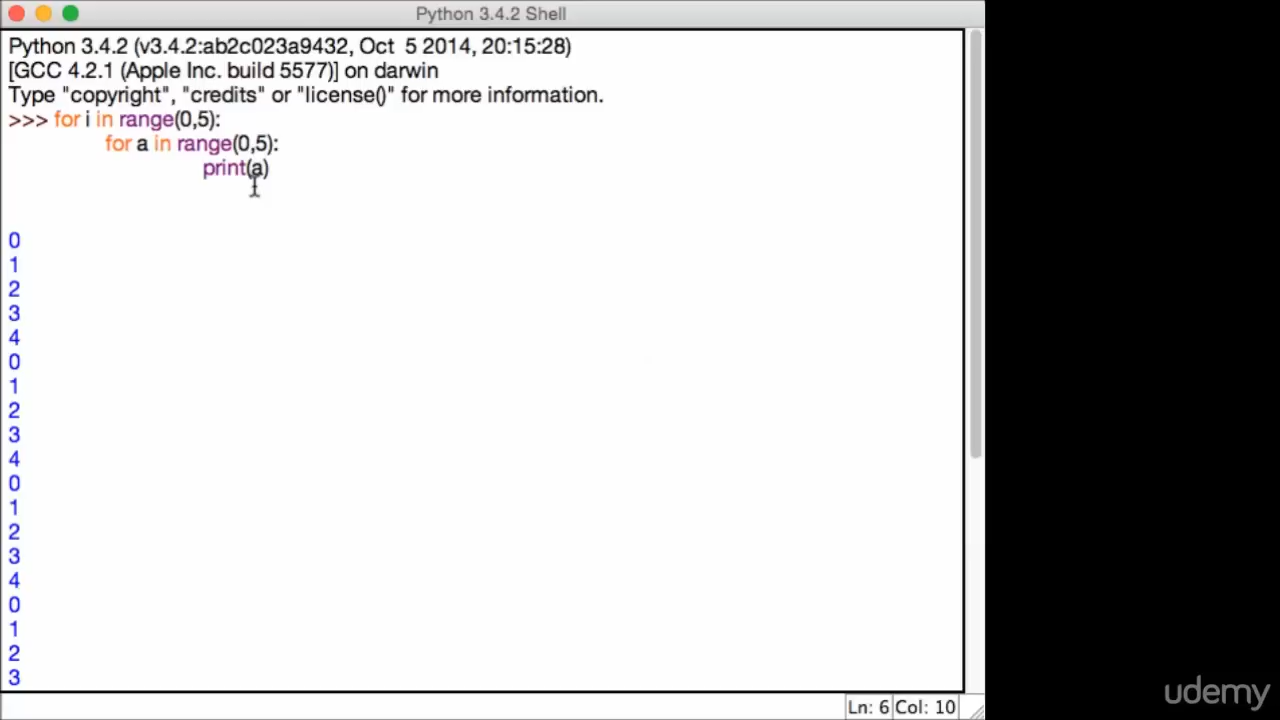 Python 3.4.2 Shell
Python 3.4.2 (v3.4.2:ab2c023a9432, Oct  5 2014, 20:15:28)
[GCC 4.2.1 (Apple Inc. build 5577)] on darwin
Type "copyright", "credits" or "license()" for more information.
>>> for i in range(0,5):
for a in range(0,5):
print(a)
0
1
2
3
4
0
1
2
3
4
0
1
2
3
4
0
1
2
3
Ln: 6 Col: 10
udemy